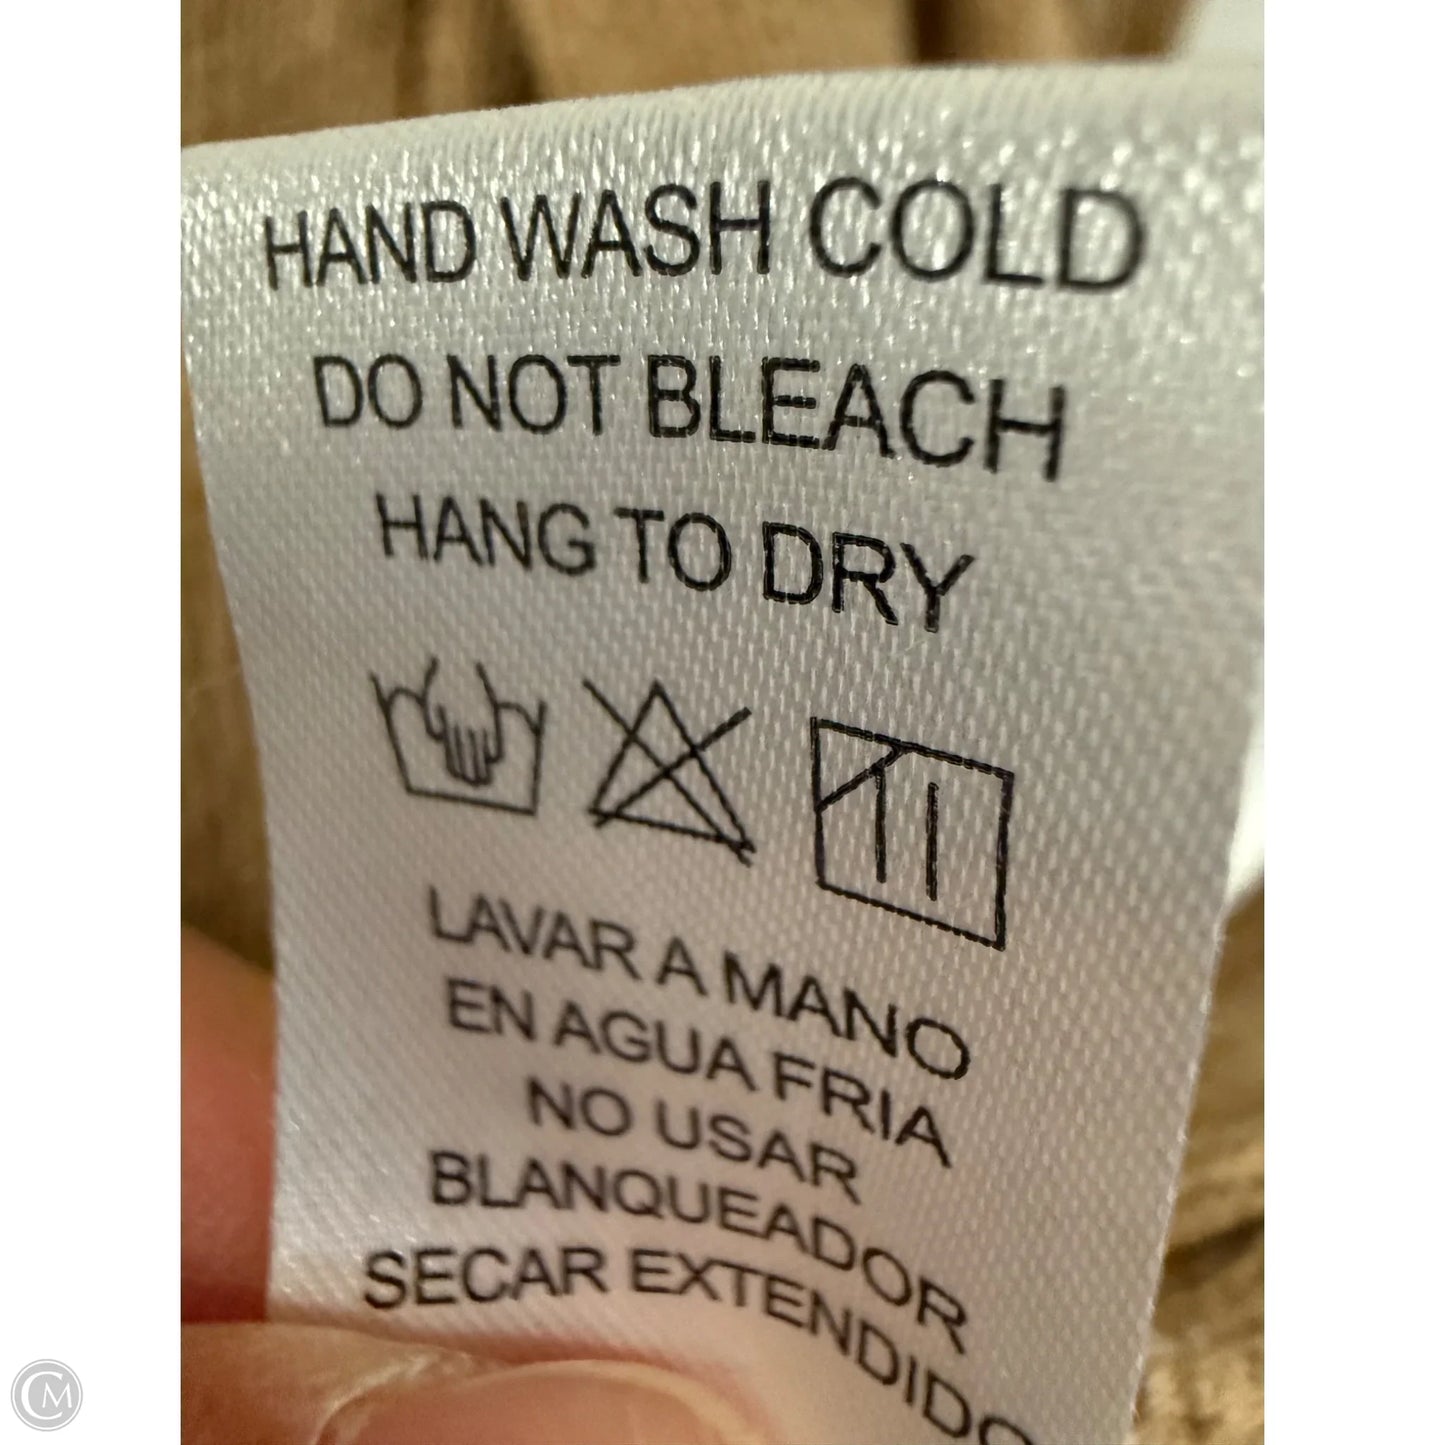 HAND WASH COLD
DO NOT BLEACH
HANG TO DRY
LAVAR A MANO
EN AGUA FRIA
NO USAR
BLANQUEADOR
SECAR EXTENDIDO
CM